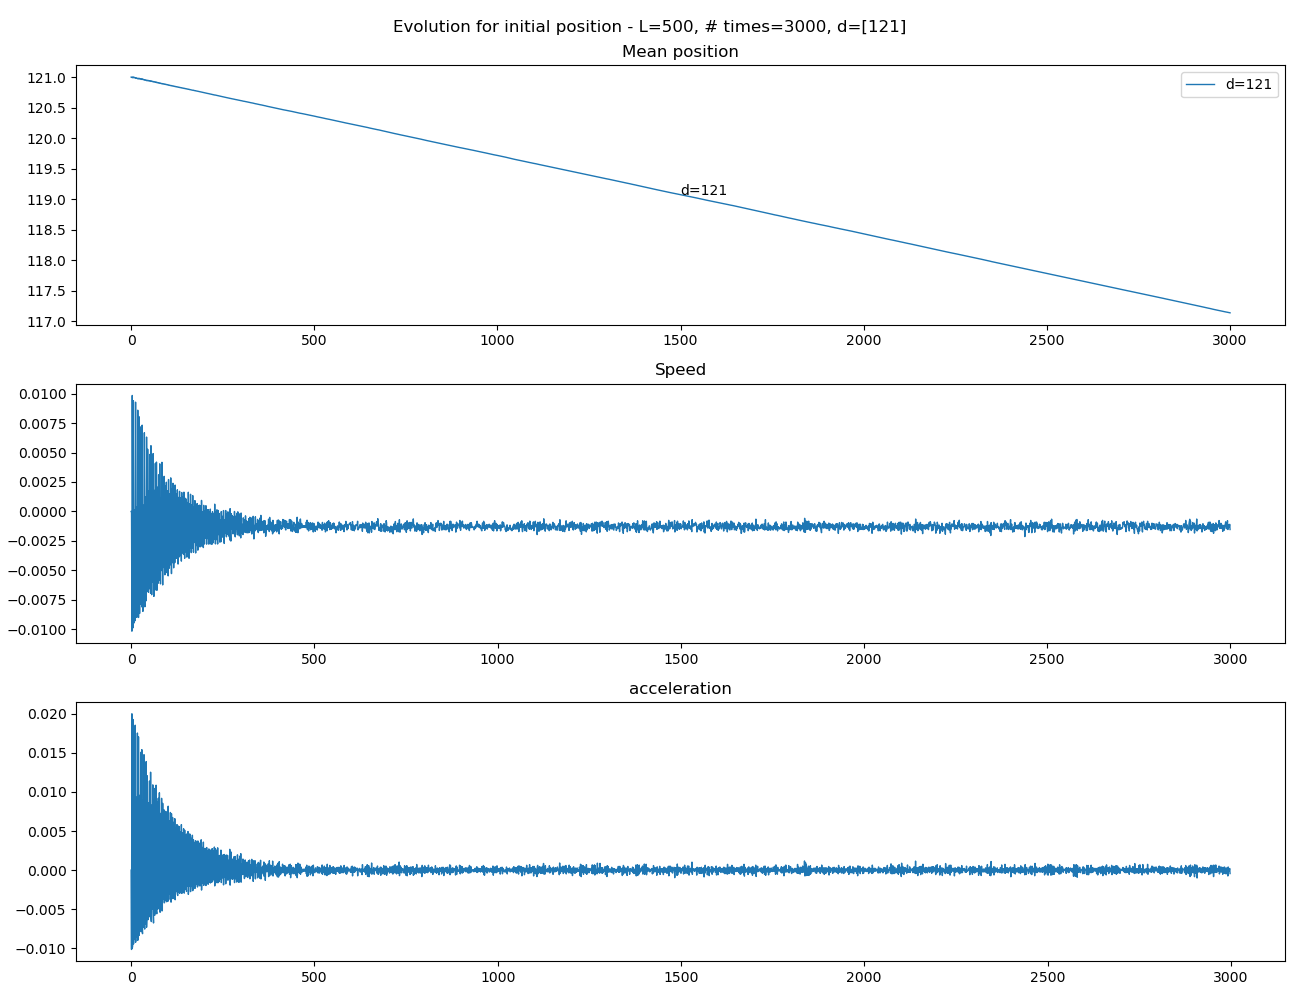 Evolution for initial position - L=500, # times=3000, d=[121]
Mean position
121.0
120.5
120.0
119.5
119.0
118.5
118.0
117.5
117.0
d=121
d=121
0 500 1000 1500 2000 2500 3000
Speed
0.0100
0.0075
0.0050
0.0025
0.0000
−0.0025
−0.0050
−0.0075
−0.0100
0 500 1000 1500 2000 2500 3000
acceleration
0.020
0.015
0.010
0.005
0.000
−0.005
−0.010
0 500 1000 1500 2000 2500 3000